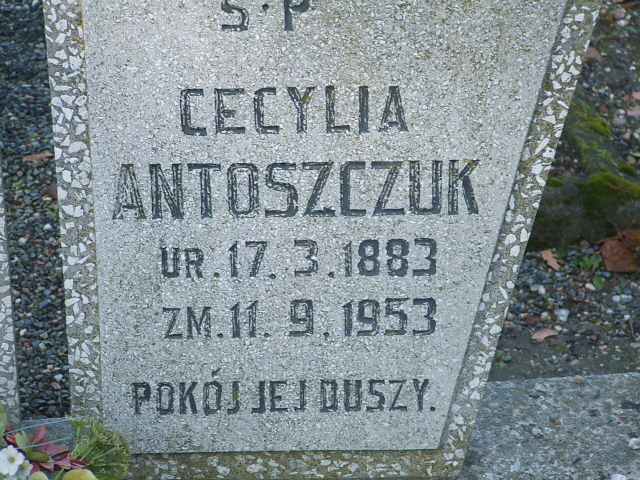 Ś.P
CECYLIA
ANTOSZCZUK
UR. 17. 3. 1883
ZM. 11. 9. 1953
POKÓJ JEJ DUSZY.